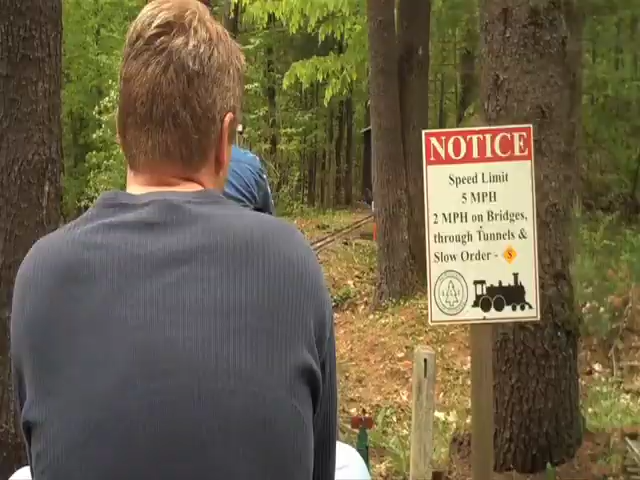 NOTICE
Speed Limit
5 MPH
2 MPH on Bridges,
through Tunnels &
Slow Order - S